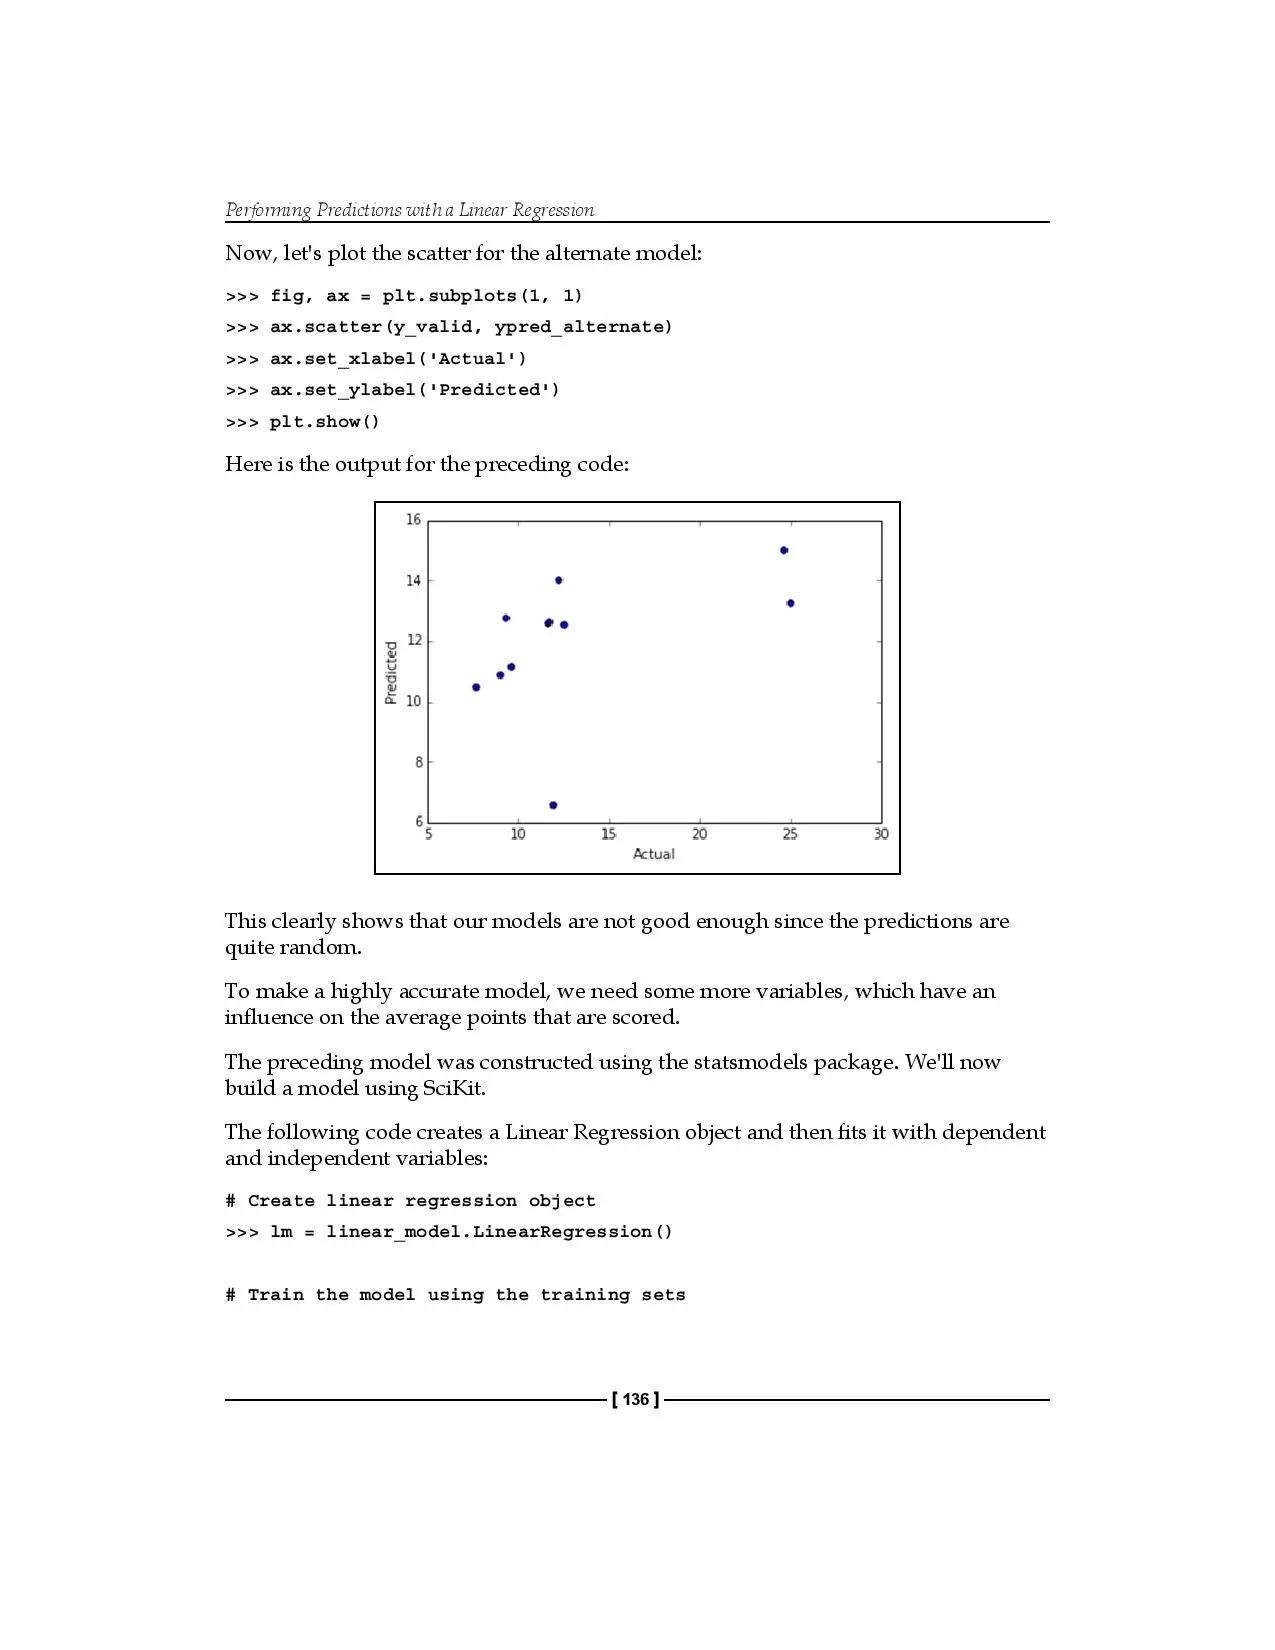 Performing Predictions with a Linear Regression
Now, let's plot the scatter for the alternate model:
>>> fig, ax = plt.subplots(1, 1)
>>> ax.scatter(y_valid, ypred_alternate)
>>> ax.set_xlabel('Actual')
>>> ax.set_ylabel('Predicted')
>>> plt.show()
Here is the output for the preceding code:
16
14
12
10
8
6
Predicted
5 10 15 20 25 30
Actual
This clearly shows that our models are not good enough since the predictions are
quite random.
To make a highly accurate model, we need some more variables, which have an
influence on the average points that are scored.
The preceding model was constructed using the statsmodels package. We'll now
build a model using SciKit.
The following code creates a Linear Regression object and then fits it with dependent
and independent variables:
# Create linear regression object
>>> lm = linear_model.LinearRegression()
# Train the model using the training sets
[ 136 ]